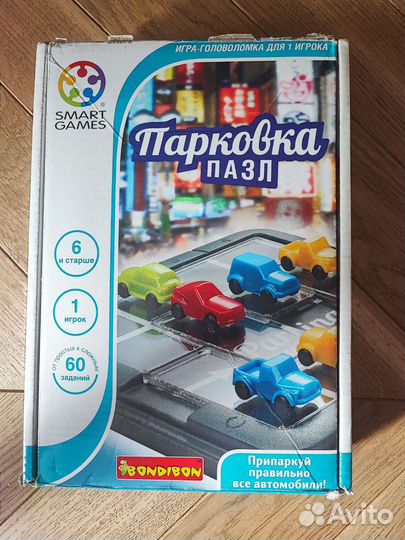 ИГРА-ГОЛОВОЛОМКА ДЛЯ 1 ИГРОКА
SMART
GAMES
®
Парковка
ПАЗЛ
6
и старше
1
игрок
от простых к сложным
60
заданий
Parking
BONDIBON
Припаркуй
правильно
все автомобили!
Avito